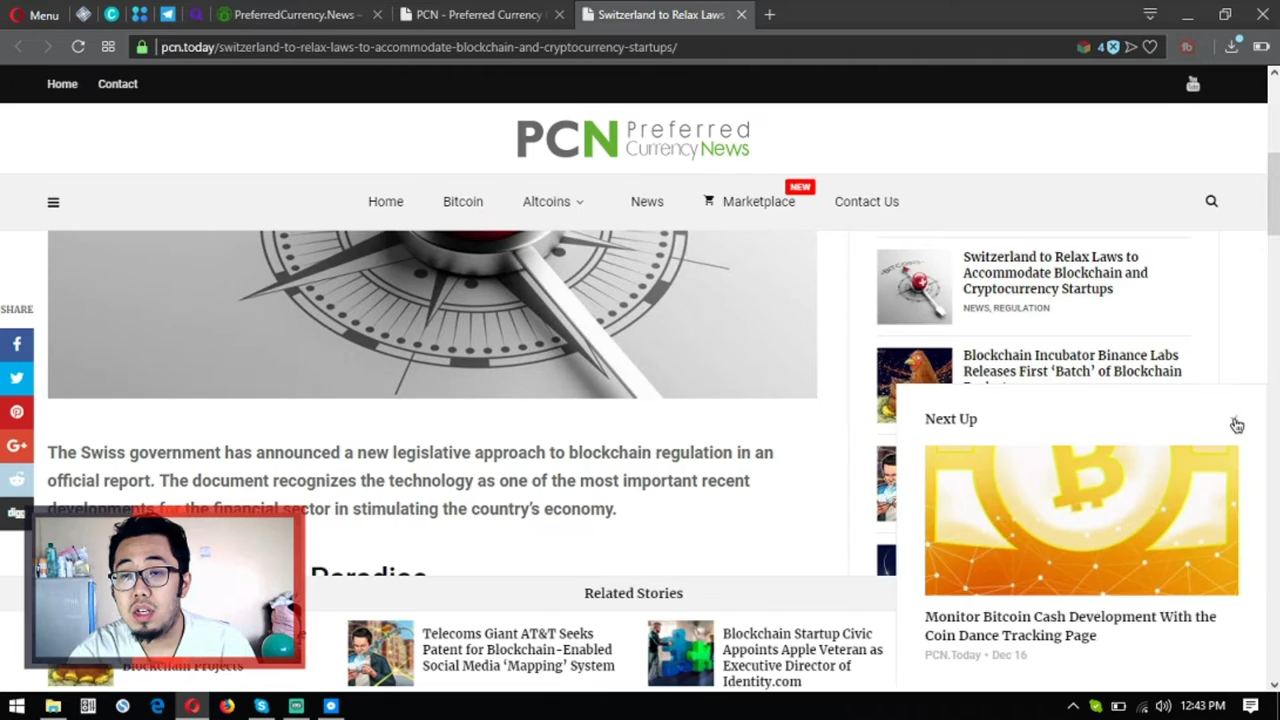 Menu
PreferredCurrency.News –
PCN - Preferred Currency
Switzerland to Relax Laws
pcn.today/switzerland-to-relax-laws-to-accommodate-blockchain-and-cryptocurrency-startups/
4
Home
Contact
PCN Preferred
CurrencyNews
Home
Bitcoin
Altcoins
News
Marketplace
NEW
Contact Us
SHARE
Switzerland to Relax Laws to
Accommodate Blockchain and
Cryptocurrency Startups
NEWS, REGULATION
Blockchain Incubator Binance Labs
Releases First ‘Batch’ of Blockchain
Next Up
The Swiss government has announced a new legislative approach to blockchain regulation in an
official report. The document recognizes the technology as one of the most important recent
developments for the financial sector in stimulating the country’s economy.
Paradise
Related Stories
Blockchain Projects
Telecoms Giant AT&T Seeks
Patent for Blockchain-Enabled
Social Media ‘Mapping’ System
Blockchain Startup Civic
Appoints Apple Veteran as
Executive Director of
Identity.com
Monitor Bitcoin Cash Development With the
Coin Dance Tracking Page
PCN.Today • Dec 16
12:43 PM